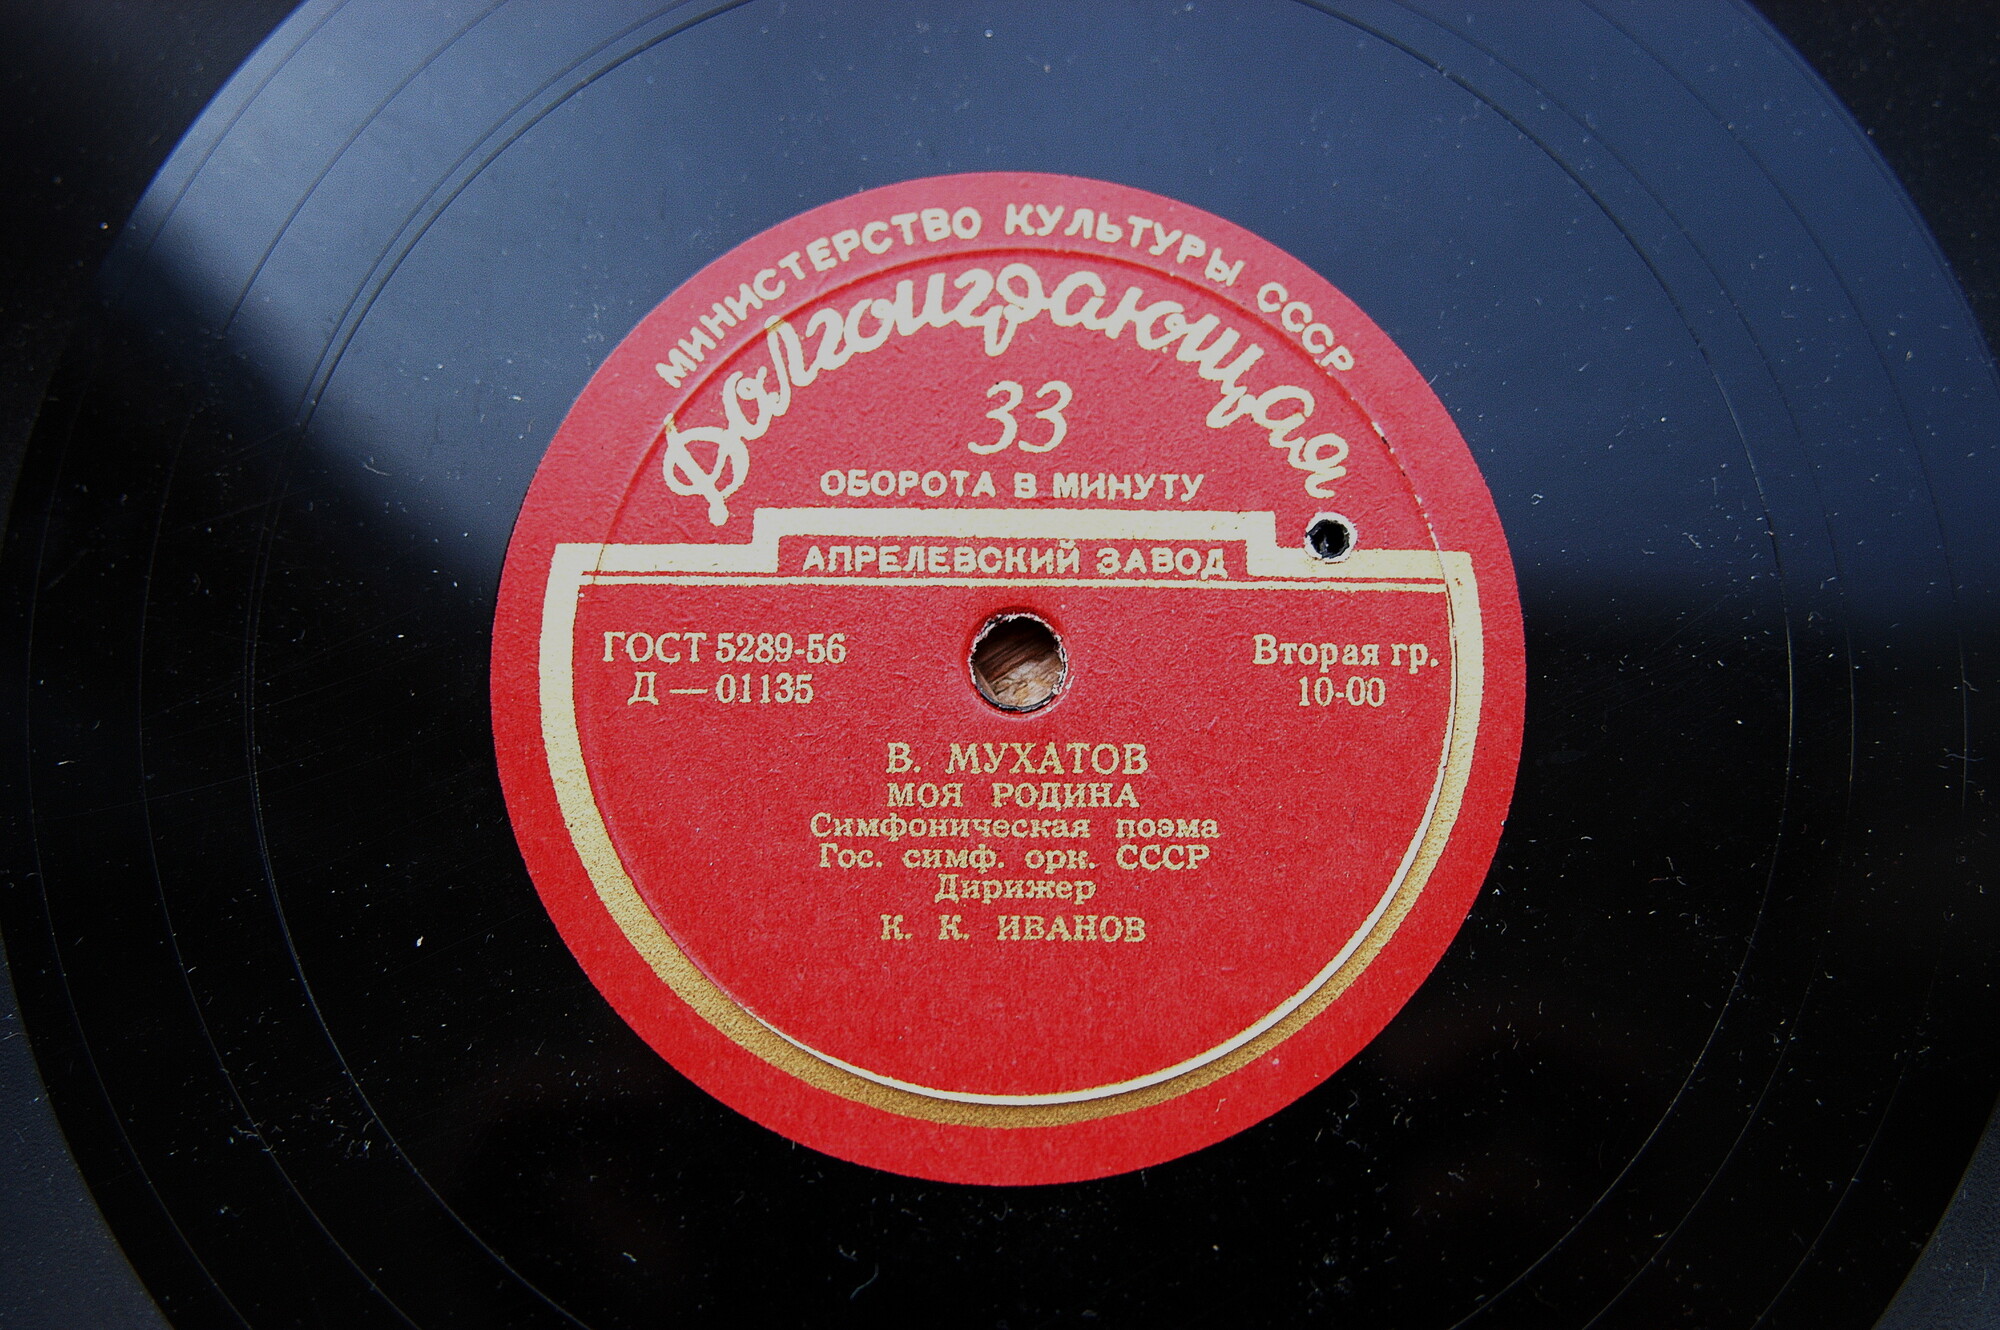 МИНИСТЕРСТВО КУЛЬТУРЫ СССР
Долгоиграющая
33
ОБОРОТА В МИНУТУ
АПРЕЛЕВСКИЙ ЗАВОД
ГОСТ 5289-56
Д — 01135
Вторая гр.
10-00
В. МУХАТОВ
МОЯ РОДИНА
Симфоническая поэма
Гос. симф. орк. СССР
Дирижер
К. К. ИВАНОВ